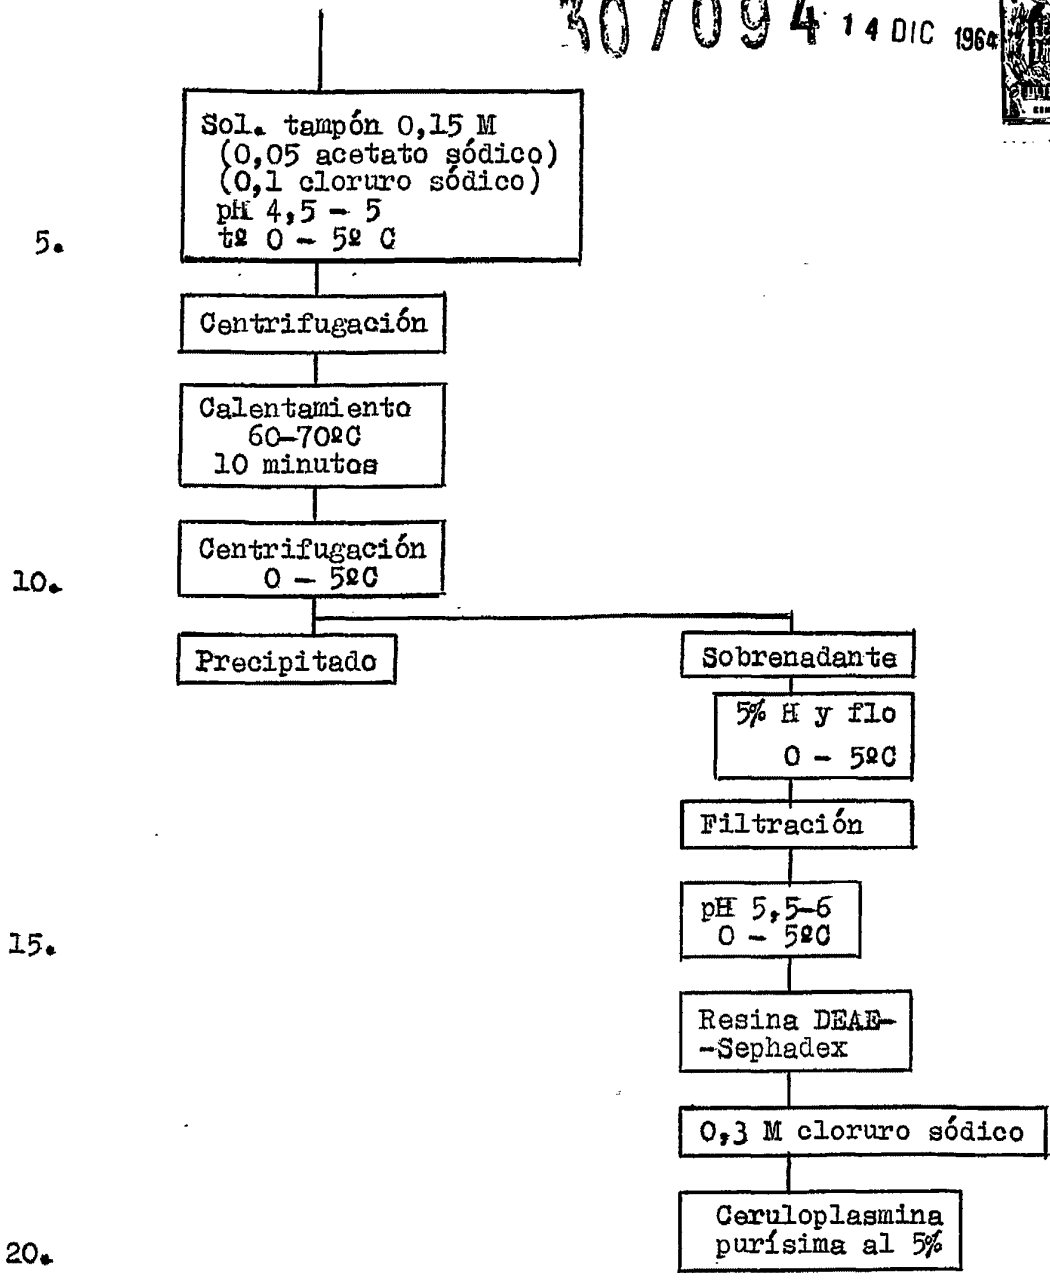 307094 14 DIC 1964
Sol. tampón 0,15 M
(0,05 acetato sódico)
(0,1 cloruro sódico)
pH 4,5 - 5
5.
tº 0 - 5º C
Centrifugación
Calentamiento
60-70ºC
10 minutos
Centrifugación
10.
0 - 5ºC
Precipitado
Sobrenadante
5% H y flo
0 - 5ºC
Filtración
pH 5,5-6
15.
0 - 5ºC
Resina DEAE-
-Sephadex
0,3 M cloruro sódico
Ceruloplasmina
purísima al 5%
20.